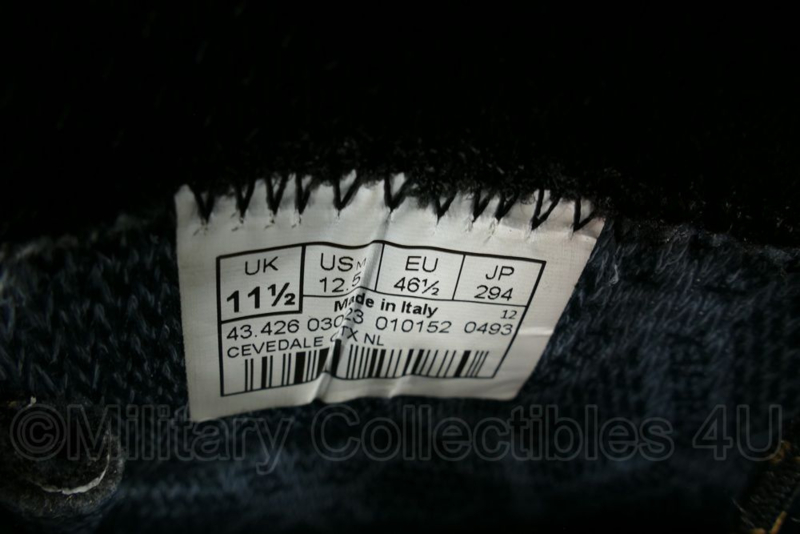 UK US M EU JP
11½ 12.5 46½ 294
Made in Italy 12
43.426 03023 010152 0493
CEVEDALE GTX NL
©Military Collectibles 4U